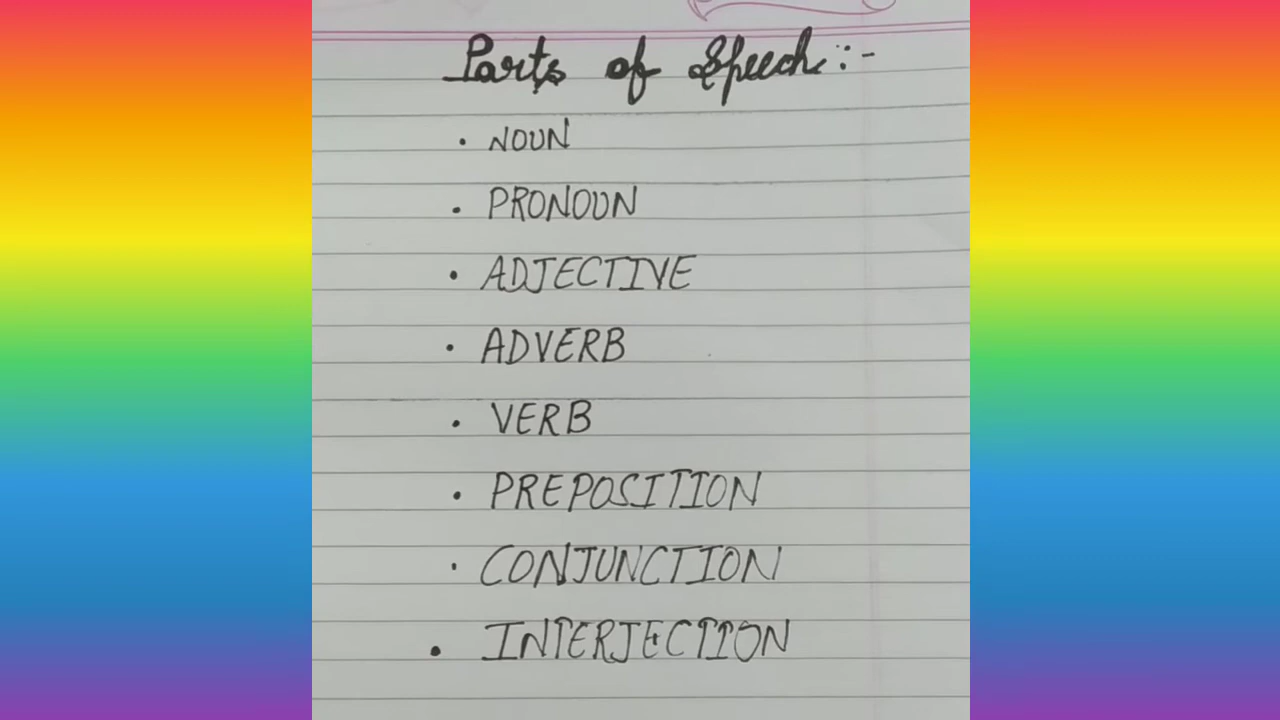 Parts of Speech:-
• NOUN
• PRONOUN
• ADJECTIVE
• ADVERB
• VERB
• PREPOSITION
• CONJUNCTION
• INTERJECTION